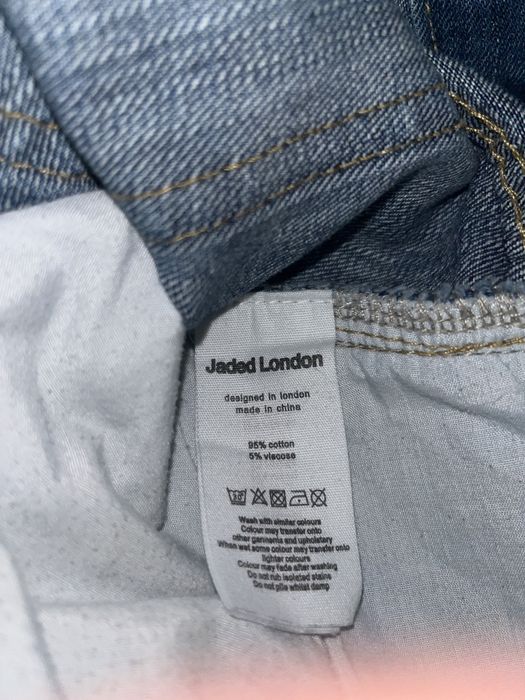 Jaded London
designed in london
made in china
95% cotton
5% viscose
Wash with similar colours
Colour may transfer onto
other garments and upholstery
When wet some colour may transfer onto
lighter colours
Colour may fade after washing
Do not rub isolated stains
Do not pile whilst damp